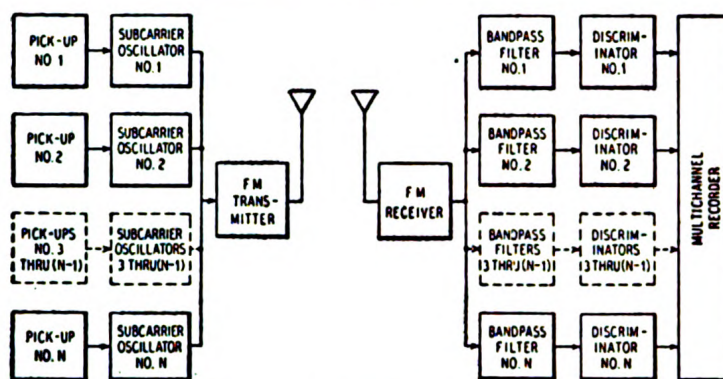 PICK-UP
NO. 1
SUBCARRIER
OSCILLATOR
NO. 1
BANDPASS
FILTER
NO. 1
DISCRIM-
INATOR
NO. 1
PICK-UP
NO. 2
SUBCARRIER
OSCILLATOR
NO. 2
BANDPASS
FILTER
NO. 2
DISCRIM-
INATOR
NO. 2
FM
TRANS-
MITTER
FM
RECEIVER
PICK-UPS
NO. 3
THRU (N-1)
SUBCARRIER
OSCILLATORS
3 THRU (N-1)
BANDPASS
FILTERS
3 THRU (N-1)
DISCRIM-
INATORS
3 THRU (N-1)
PICK-UP
NO. N
SUBCARRIER
OSCILLATOR
NO. N
BANDPASS
FILTER
NO. N
DISCRIM-
INATOR
NO. N
MULTICHANNEL
RECORDER